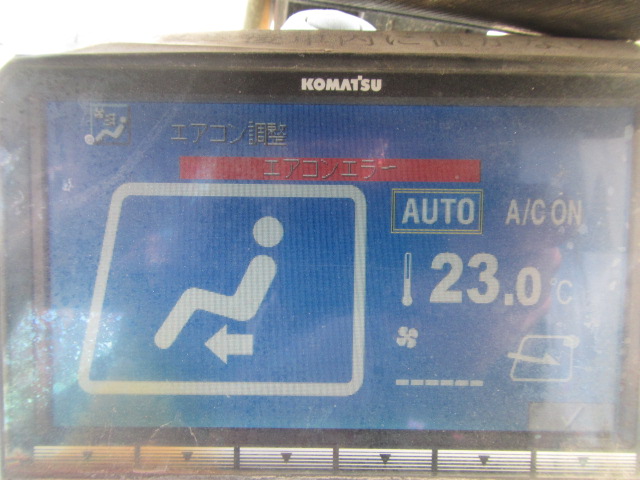 KOMATSU
エアコン調整
エアコンエラー
AUTO
A/C ON
23.0 ℃
------